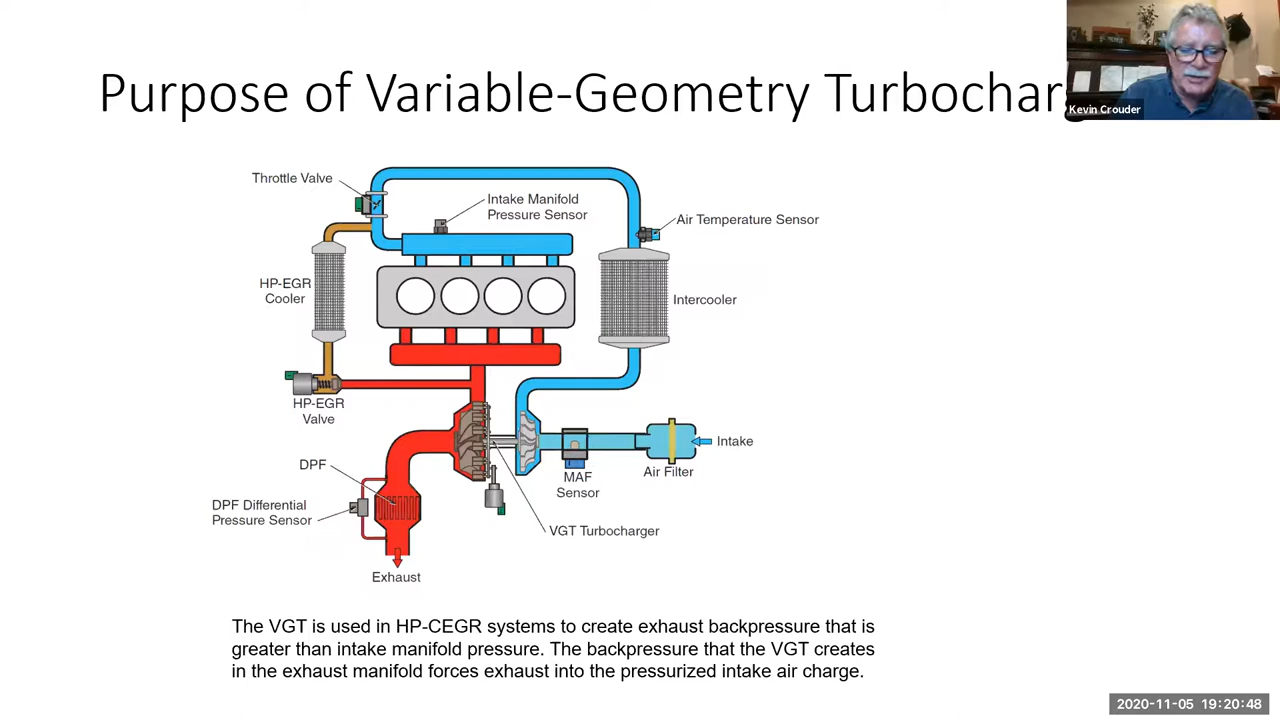 Purpose of Variable-Geometry Turbocharg
Kevin Crouder
Throttle Valve
Intake Manifold
Pressure Sensor
Air Temperature Sensor
HP-EGR
Cooler
Intercooler
HP-EGR
Valve
Intake
Air Filter
MAF
Sensor
DPF
DPF Differential
Pressure Sensor
VGT Turbocharger
Exhaust
The VGT is used in HP-CEGR systems to create exhaust backpressure that is
greater than intake manifold pressure. The backpressure that the VGT creates
in the exhaust manifold forces exhaust into the pressurized intake air charge.
2020-11-05 19:20:48